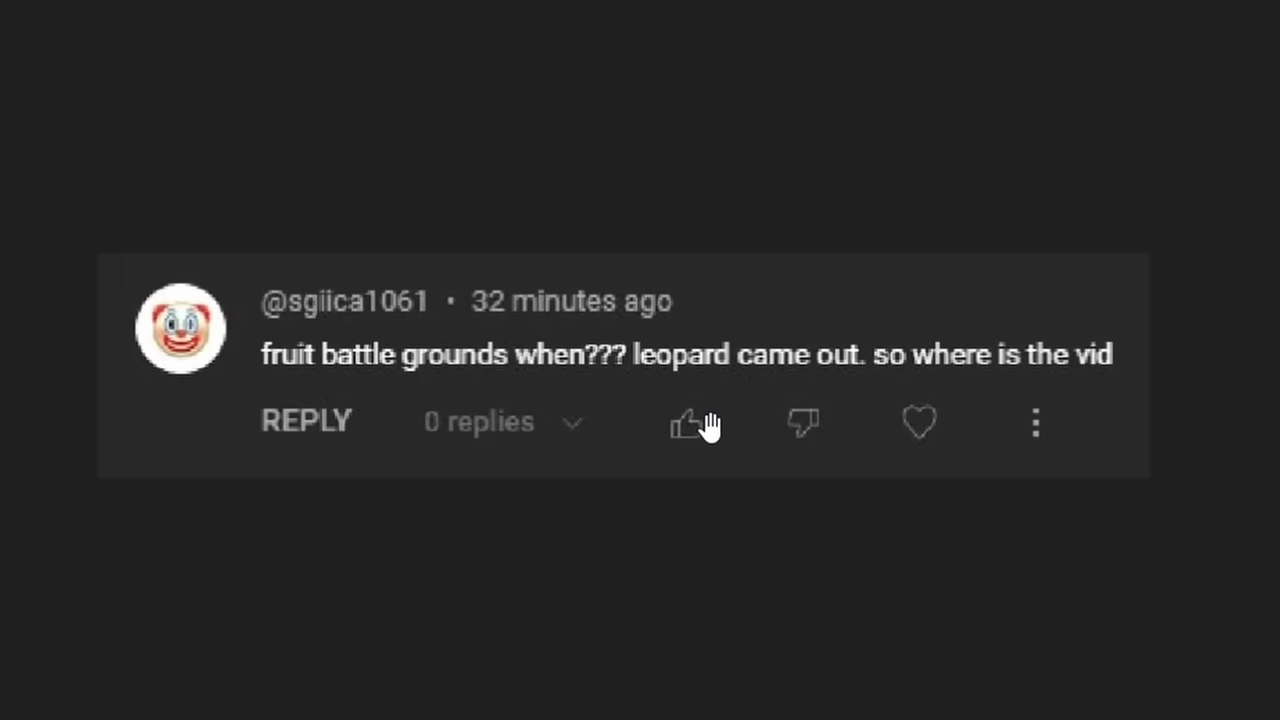 @sgiica1061 • 32 minutes ago
fruit battle grounds when??? leopard came out. so where is the vid
REPLY 0 replies